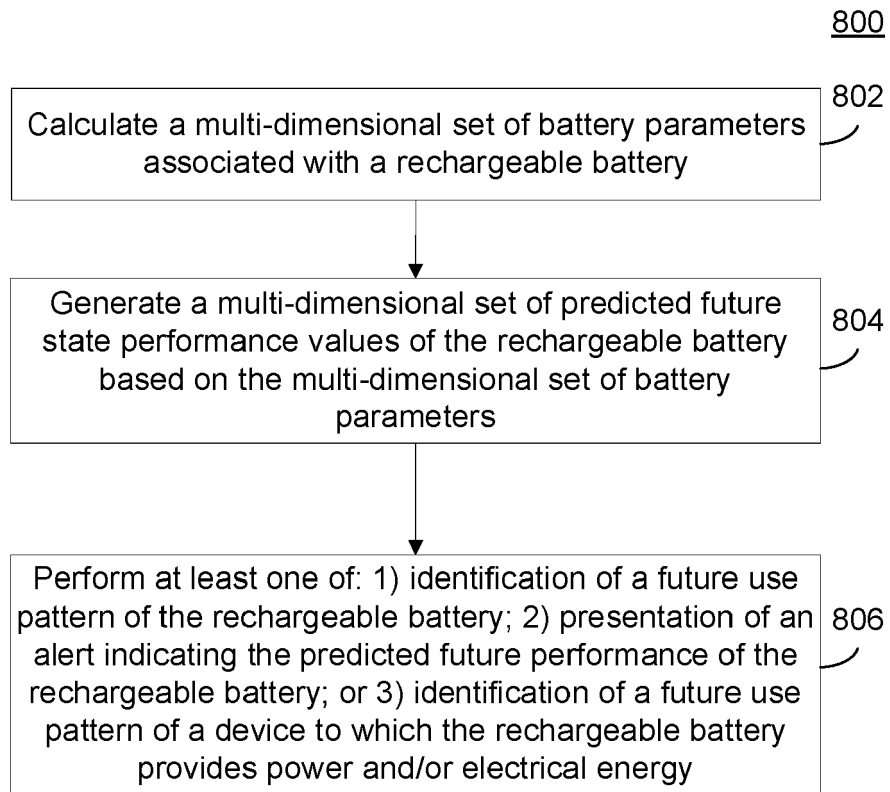 800
802
Calculate a multi-dimensional set of battery parameters
associated with a rechargeable battery
Generate a multi-dimensional set of predicted future
state performance values of the rechargeable battery
based on the multi-dimensional set of battery
parameters
804
Perform at least one of: 1) identification of a future use
pattern of the rechargeable battery; 2) presentation of an
alert indicating the predicted future performance of the
rechargeable battery; or 3) identification of a future use
pattern of a device to which the rechargeable battery
provides power and/or electrical energy
806